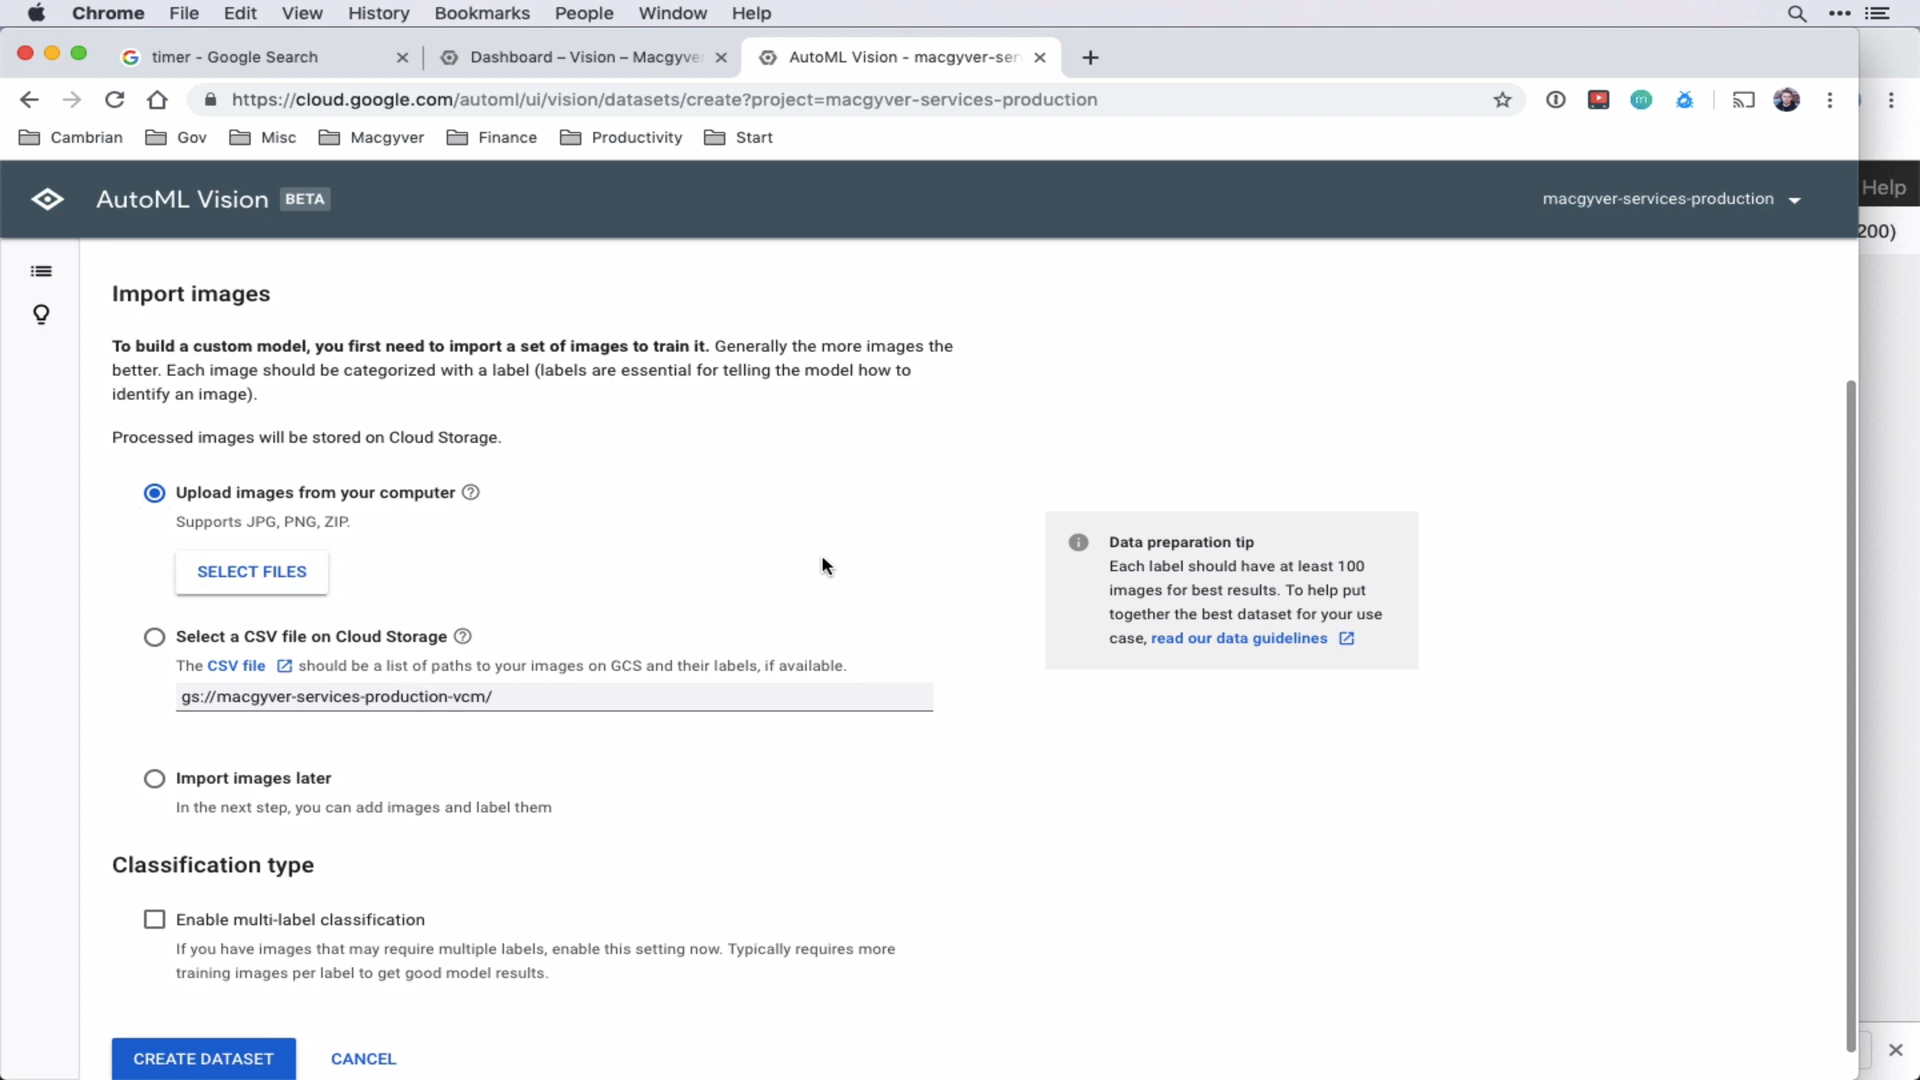 Chrome File Edit View History Bookmarks People Window Help
timer - Google Search
Dashboard – Vision – Macgyve
AutoML Vision - macgyver-ser
https://cloud.google.com/automl/ui/vision/datasets/create?project=macgyver-services-production
Cambrian Gov Misc Macgyver Finance Productivity Start
AutoML Vision BETA
macgyver-services-production
Help
200)
Import images
To build a custom model, you first need to import a set of images to train it. Generally the more images the
better. Each image should be categorized with a label (labels are essential for telling the model how to
identify an image).
Processed images will be stored on Cloud Storage.
Upload images from your computer
Supports JPG, PNG, ZIP.
SELECT FILES
Data preparation tip
Each label should have at least 100
images for best results. To help put
together the best dataset for your use
case, read our data guidelines
Select a CSV file on Cloud Storage
The CSV file should be a list of paths to your images on GCS and their labels, if available.
gs://macgyver-services-production-vcm/
Import images later
In the next step, you can add images and label them
Classification type
Enable multi-label classification
If you have images that may require multiple labels, enable this setting now. Typically requires more
training images per label to get good model results.
CREATE DATASET
CANCEL